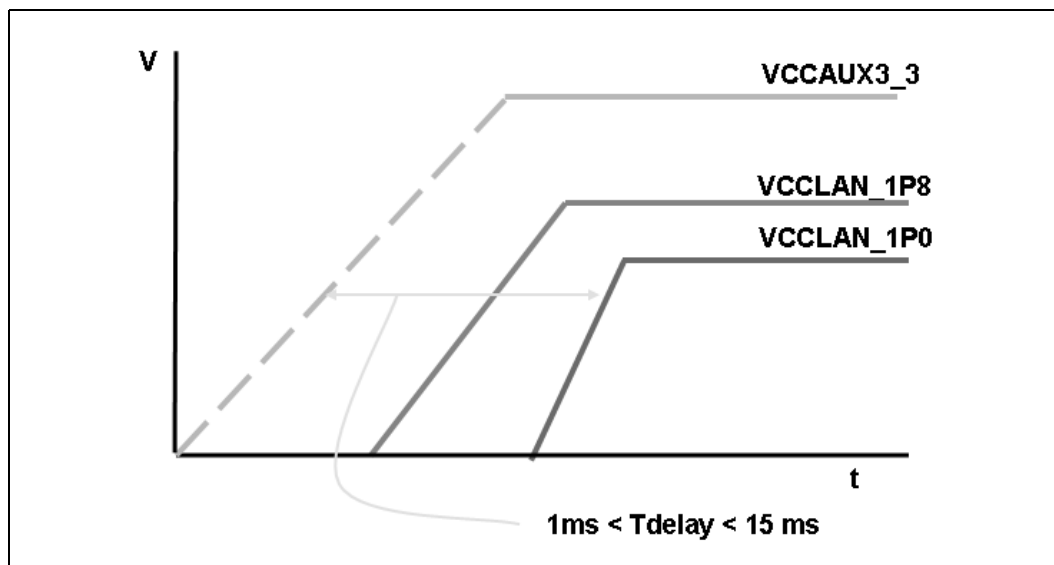 V
VCCAUX3_3
VCCLAN_1P8
VCCLAN_1P0
t
1ms < Tdelay < 15 ms